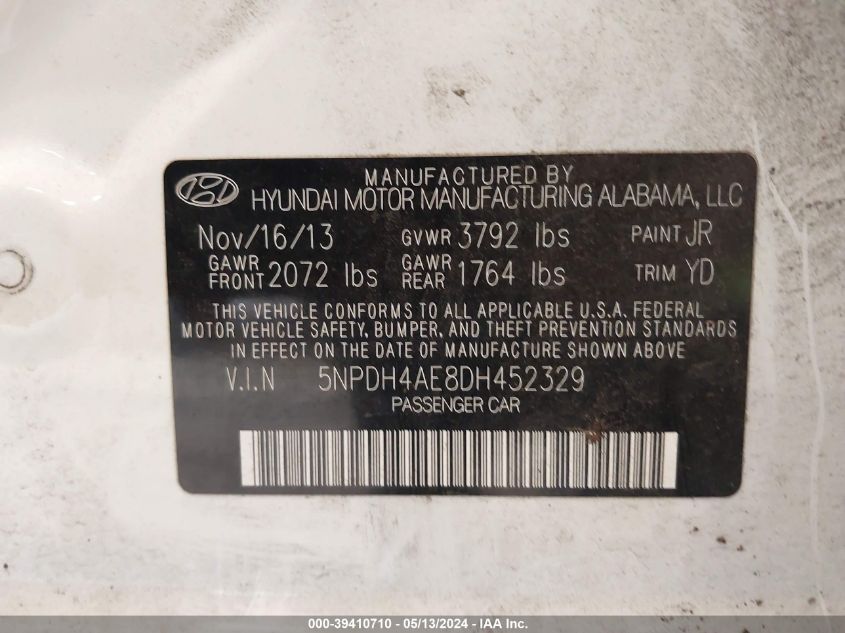 MANUFACTURED BY
HYUNDAI MOTOR MANUFACTURING ALABAMA, LLC
Nov/16/13 GVWR 3792 lbs PAINT JR
GAWR FRONT 2072 lbs GAWR REAR 1764 lbs TRIM YD
THIS VEHICLE CONFORMS TO ALL APPLICABLE U.S.A. FEDERAL
MOTOR VEHICLE SAFETY, BUMPER, AND THEFT PREVENTION STANDARDS
IN EFFECT ON THE DATE OF MANUFACTURE SHOWN ABOVE
V.I.N 5NPDH4AE8DH452329
PASSENGER CAR
000-39410710 - 05/13/2024 - IAA Inc.